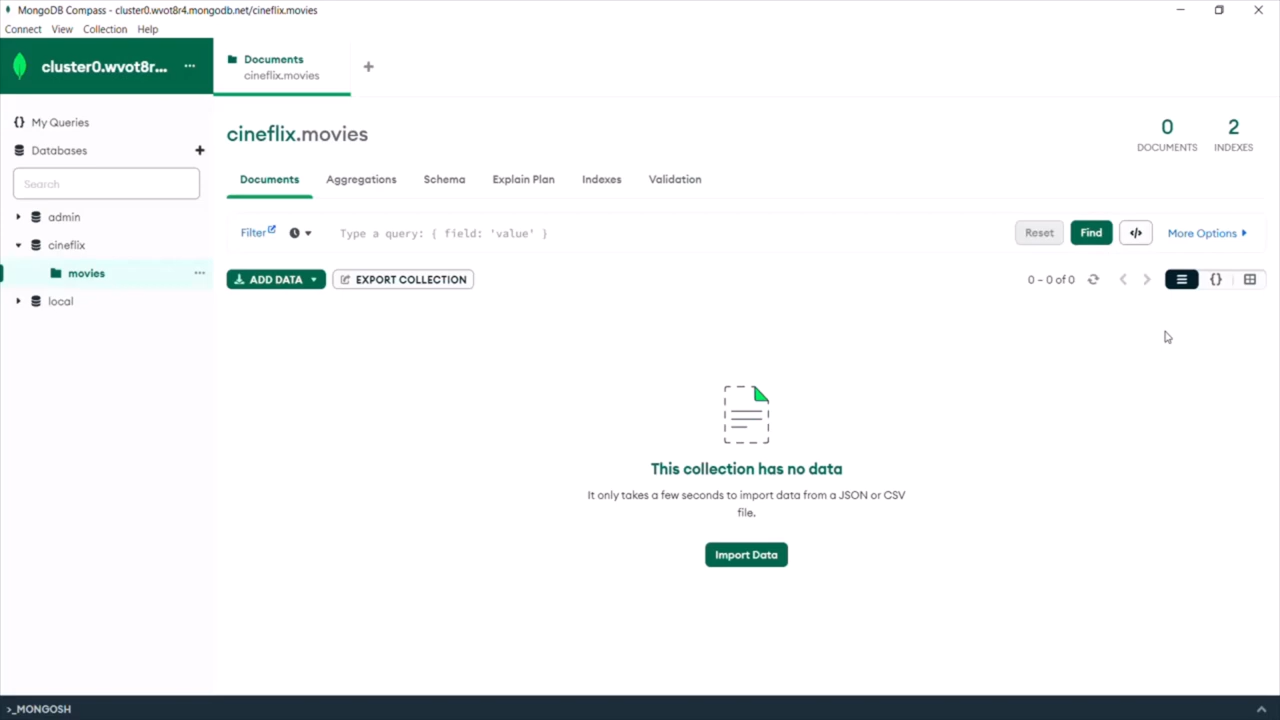 MongoDB Compass - cluster0.wvot8r4.mongodb.net/cineflix.movies
Connect View Collection Help
cluster0.wvot8r... ...
Documents
cineflix.movies
+
{} My Queries
Databases +
Search
admin
cineflix
movies ...
local
cineflix.movies
0
DOCUMENTS
2
INDEXES
Documents Aggregations Schema Explain Plan Indexes Validation
Filter Type a query: { field: 'value' } Reset Find </> More Options
ADD DATA EXPORT COLLECTION 0 – 0 of 0 {}
This collection has no data
It only takes a few seconds to import data from a JSON or CSV
file.
Import Data
>_MONGOSH